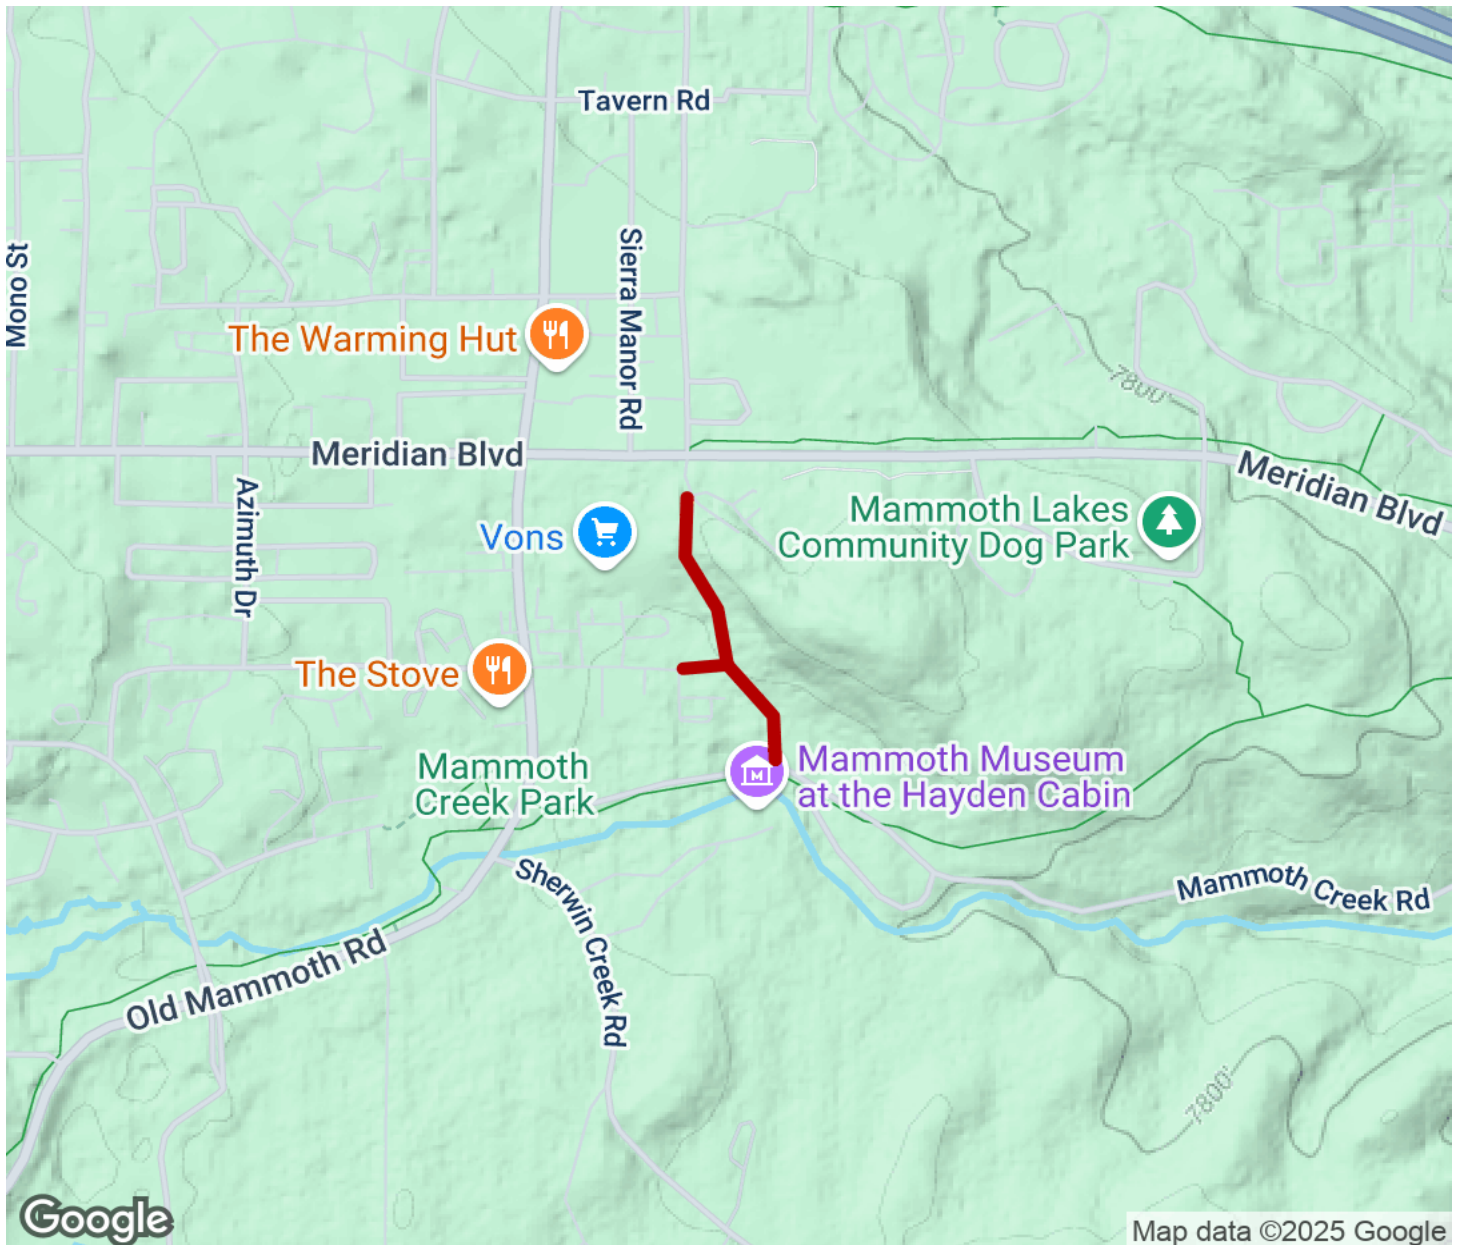 Tavern Rd
Mono St
Sierra Manor Rd
The Warming Hut
7800'
Meridian Blvd
Meridian Blvd
Azimuth Dr
Vons
Mammoth Lakes
Community Dog Park
The Stove
Mammoth
Creek Park
Mammoth Museum
at the Hayden Cabin
M
Sherwin Creek Rd
Mammoth Creek Rd
Old Mammoth Rd
7800'
Google
Map data ©2025 Google